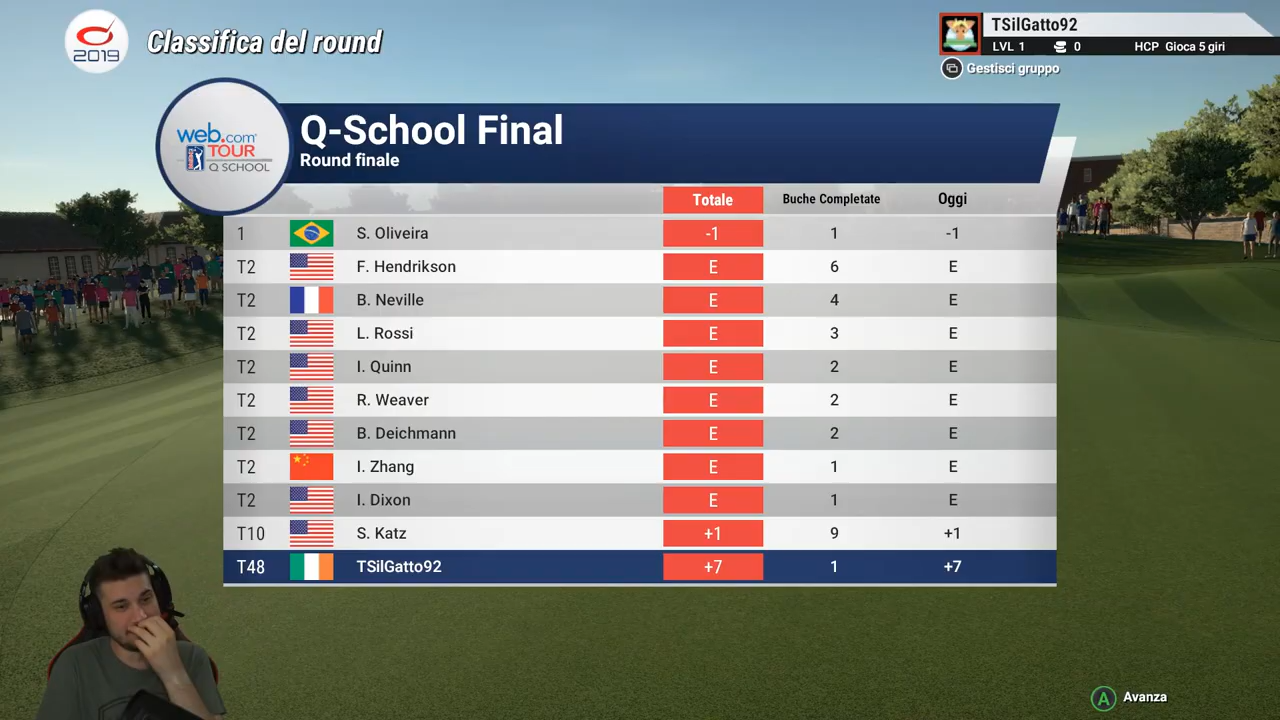 2019
Classifica del round
TSilGatto92
LVL 1 0 HCP Gioca 5 giri
Gestisci gruppo
web.com
TOUR
Q SCHOOL
Q-School Final
Round finale
Totale Buche Completate Oggi
1 S. Oliveira -1 1 -1
T2 F. Hendrikson E 6 E
T2 B. Neville E 4 E
T2 L. Rossi E 3 E
T2 I. Quinn E 2 E
T2 R. Weaver E 2 E
T2 B. Deichmann E 2 E
T2 I. Zhang E 1 E
T2 I. Dixon E 1 E
T10 S. Katz +1 9 +1
T48 TSilGatto92 +7 1 +7
A Avanza